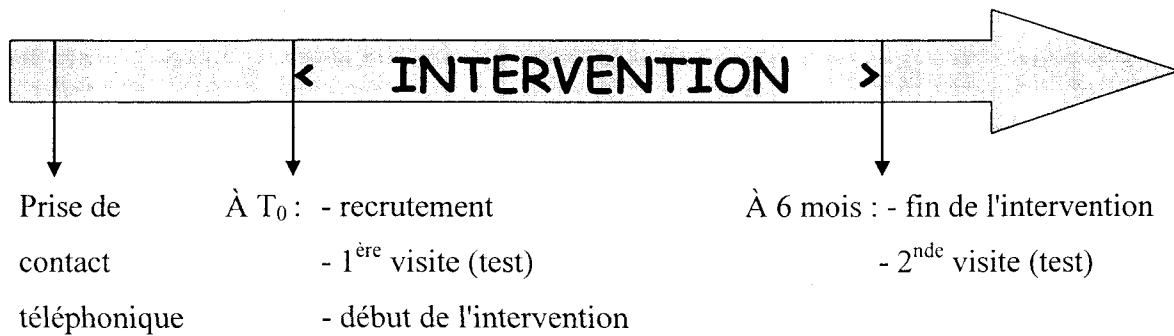 < INTERVENTION >
Prise de
contact
téléphonique
À T₀ : - recrutement
- 1ère visite (test)
- début de l'intervention
À 6 mois : - fin de l'intervention
- 2nde visite (test)